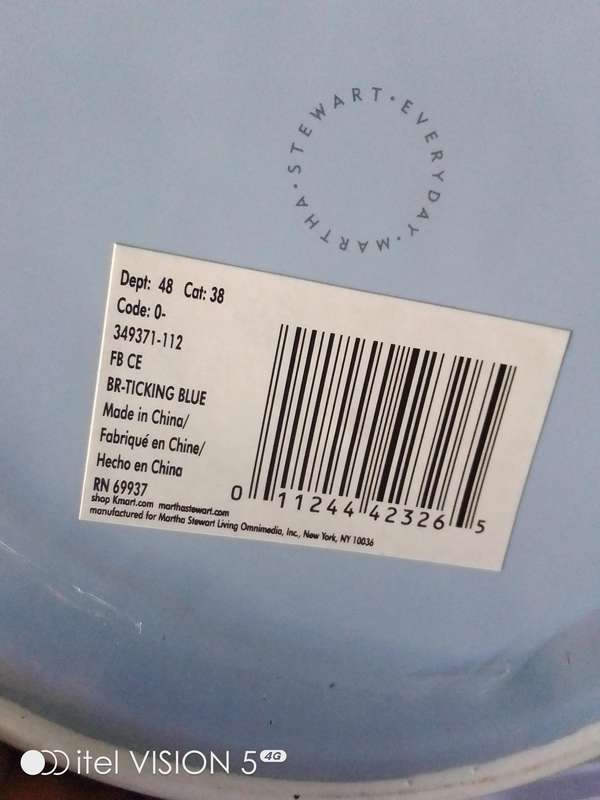 MARTHA · STEWART · EVERYDAY ·
Dept: 48 Cat: 38
Code: 0-
349371-112
FB CE
BR-TICKING BLUE
Made in China/
Fabriqué en Chine/
Hecho en China
RN 69937
shop Kmart.com marthastewart.com
manufactured for Martha Stewart Living Omnimedia, Inc., New York, NY 10036
0 11244 42326 5
itel VISION 5 4G